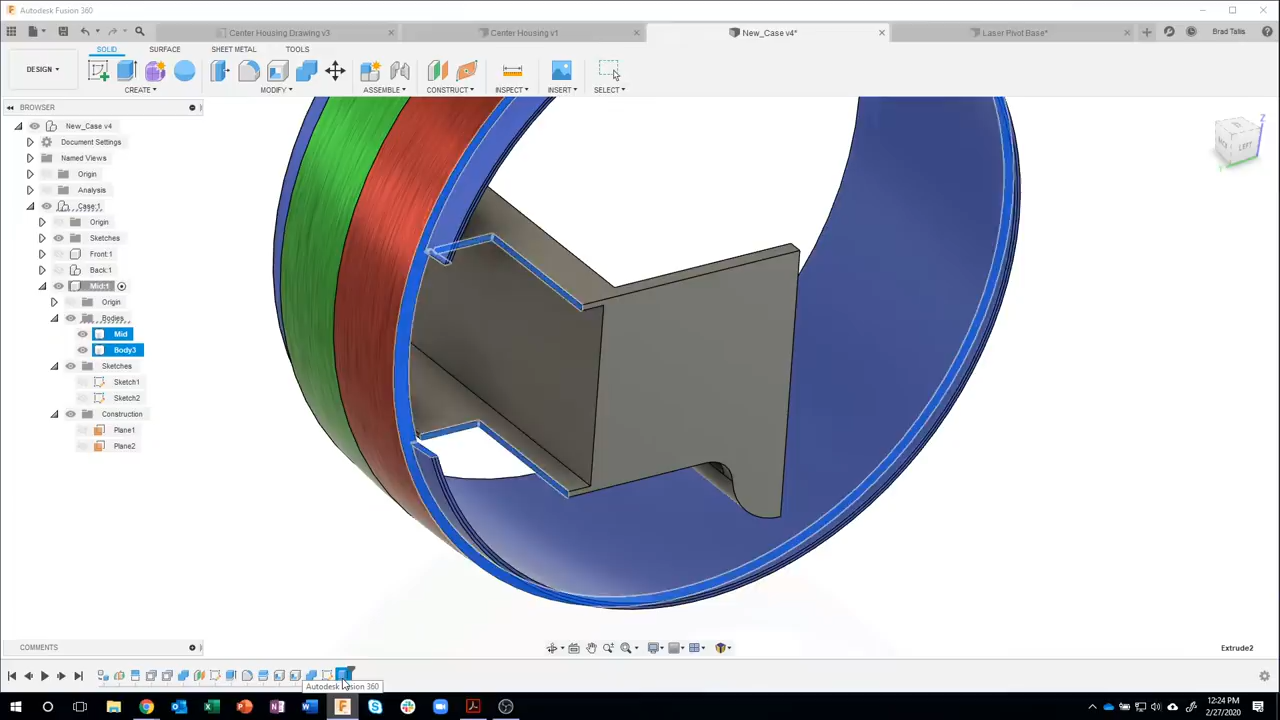 Autodesk Fusion 360
Center Housing Drawing v3
Center Housing v1
New_Case v4*
Laser Pivot Base*
Brad Tallis
SOLID
SURFACE
SHEET METAL
TOOLS
DESIGN
CREATE
MODIFY
ASSEMBLE
CONSTRUCT
INSPECT
INSERT
SELECT
BROWSER
New_Case v4
Document Settings
Named Views
Origin
Analysis
Case:1
Origin
Sketches
Front:1
Back:1
Mid:1
Origin
Bodies
Mid
Body3
Sketches
Sketch1
Sketch2
Construction
Plane1
Plane2
Z
BACK
LEFT
COMMENTS
Extrude2
Autodesk Fusion 360
12:24 PM
2/27/2020